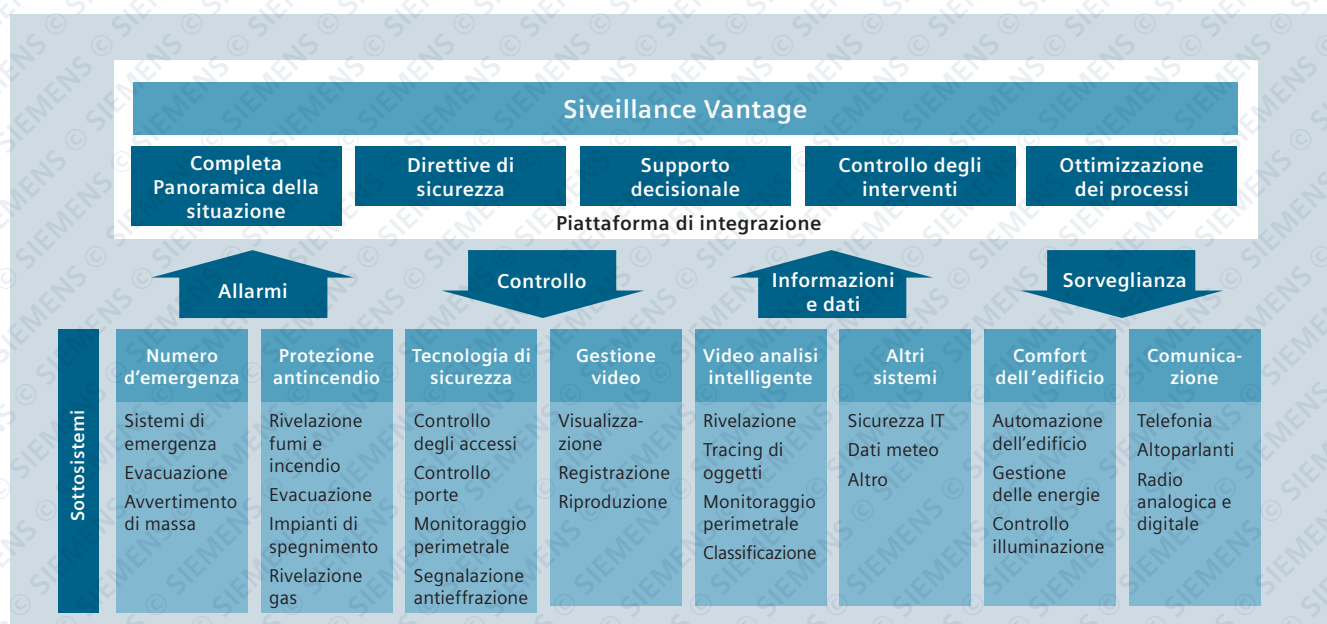 Siveillance Vantage
Completa
Panoramica della
situazione
Direttive di
sicurezza
Supporto
decisionale
Controllo degli
interventi
Ottimizzazione
dei processi
Piattaforma di integrazione
Allarmi
Controllo
Informazioni
e dati
Sorveglianza
Sottosistemi
Numero
d'emergenza
Sistemi di
emergenza
Evacuazione
Avvertimento
di massa
Protezione
antincendio
Rivelazione
fumi e
incendio
Evacuazione
Impianti di
spegnimento
Rivelazione
gas
Tecnologia di
sicurezza
Controllo
degli accessi
Controllo
porte
Monitoraggio
perimetrale
Segnalazione
antieffrazione
Gestione
video
Visualizza-
zione
Registrazione
Riproduzione
Video analisi
intelligente
Rivelazione
Tracing di
oggetti
Monitoraggio
perimetrale
Classificazione
Altri
sistemi
Sicurezza IT
Dati meteo
Altro
Comfort
dell'edificio
Automazione
dell'edificio
Gestione
delle energie
Controllo
illuminazione
Comunica-
zione
Telefonia
Altoparlanti
Radio
analogica e
digitale
© SIEMENS